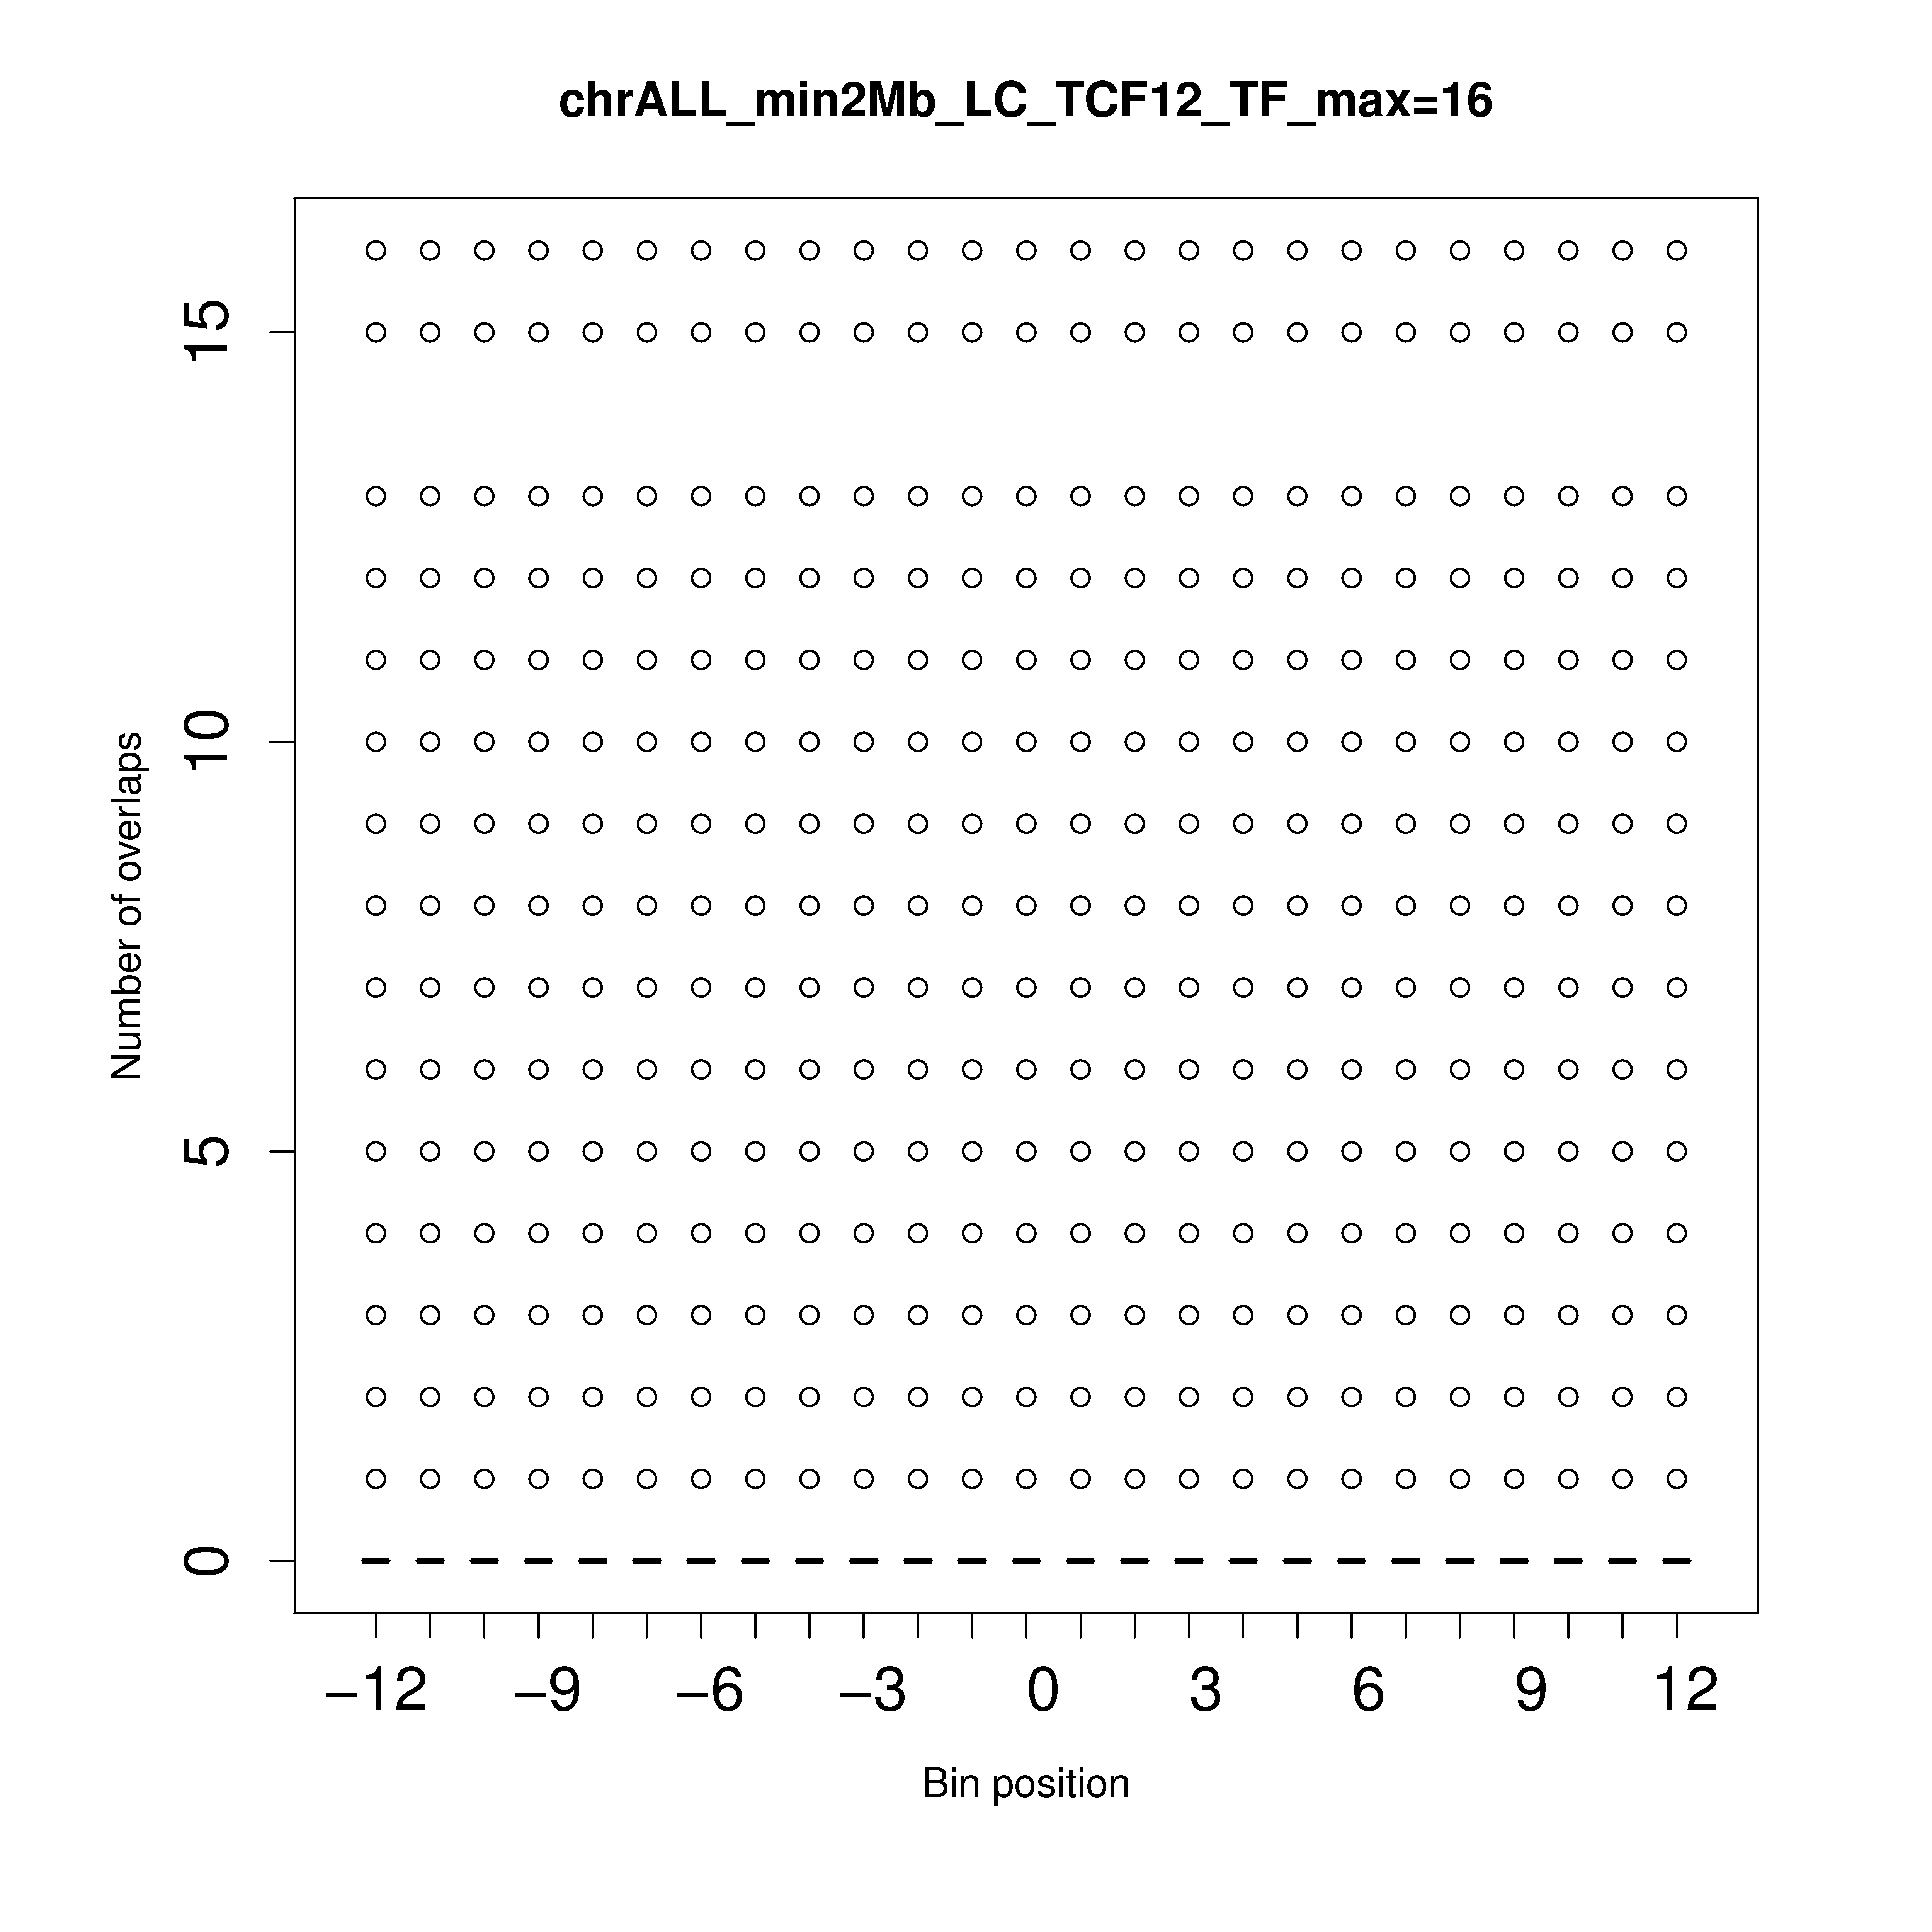 chrALL_min2Mb_LC_TCF12_TF_max=16
Number of overlaps
15
10
5
0
−12 −9 −6 −3 0 3 6 9 12
Bin position